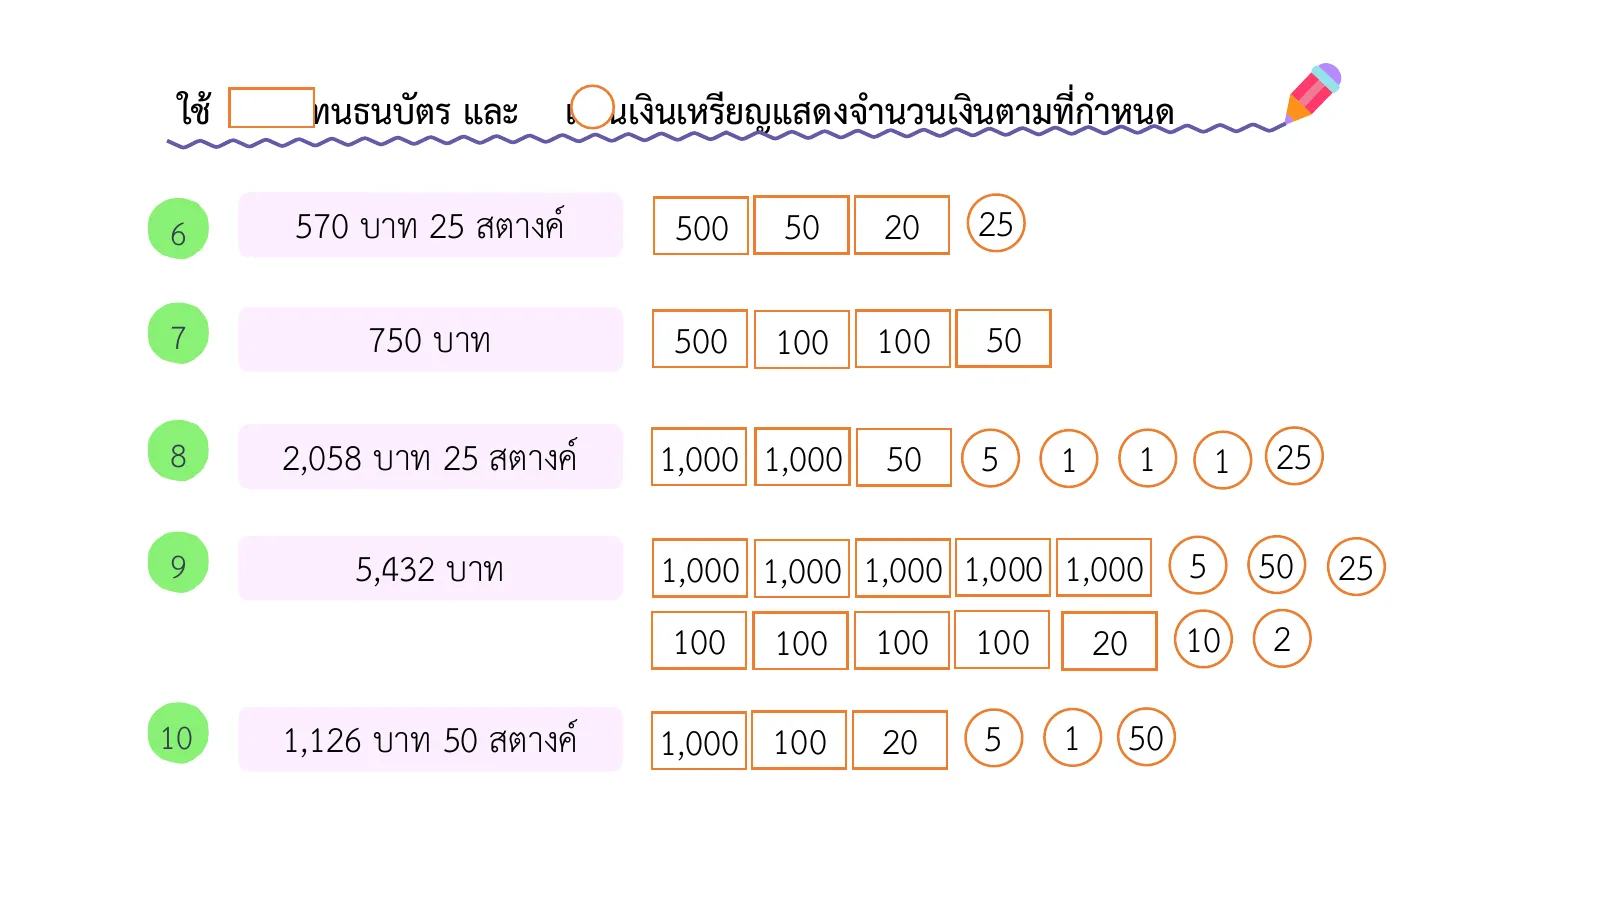 ใช้ ทนธนบัตร และ นเงินเหรียญแสดงจำนวนเงินตามที่กำหนด
6 570 บาท 25 สตางค์ 500 50 20 25
7 750 บาท 500 100 100 50
8 2,058 บาท 25 สตางค์ 1,000 1,000 50 5 1 1 1 25
9 5,432 บาท 1,000 1,000 1,000 1,000 1,000 5 50 25
100 100 100 100 20 10 2
10 1,126 บาท 50 สตางค์ 1,000 100 20 5 1 50